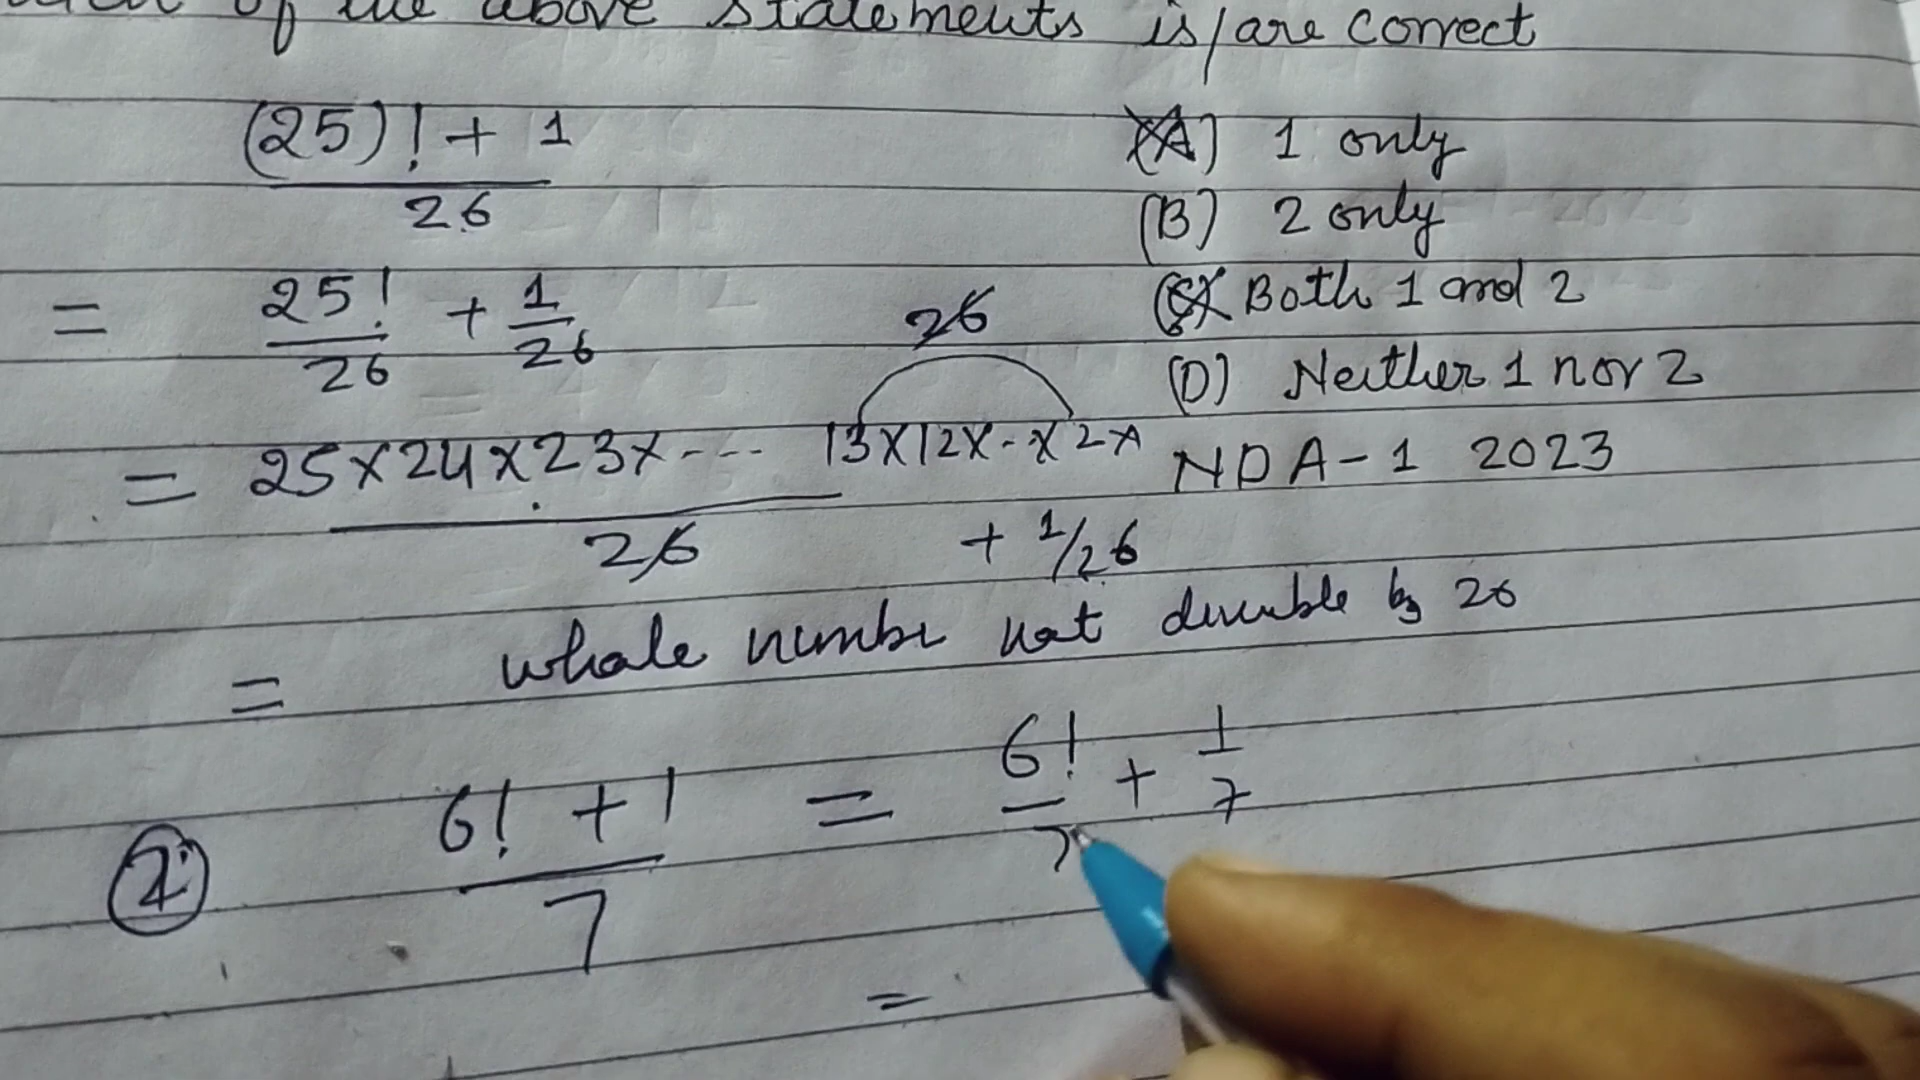 of the above statements is/are correct
(25)! + 1 / 26
(A) 1 only
(B) 2 only
= 25! / 26 + 1 / 26
26
(C) Both 1 and 2
(D) Neither 1 nor 2
= 25 x 24 x 23 x --- 13 x 12 x - x 2 x / 26 + 1/26
NDA-1 2023
= whole number not by 26
2 6! + 1 / 7 = 6! / 7 + 1 / 7
=